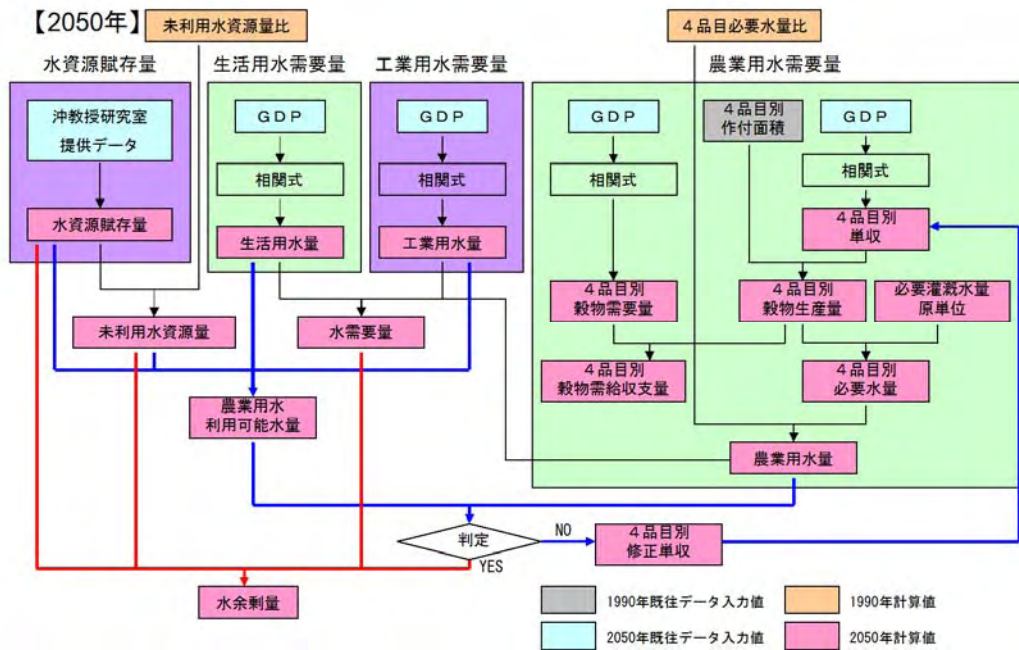 【2050年】
未利用水資源量比
4品目必要水量比
水資源賦存量
生活用水需要量
工業用水需要量
農業用水需要量
沖教授研究室
提供データ
水資源賦存量
GDP
相関式
生活用水量
GDP
相関式
工業用水量
GDP
相関式
4品目別
穀物需要量
4品目別
作付面積
GDP
相関式
4品目別
単収
4品目別
穀物生産量
必要灌漑水量
原単位
未利用水資源量
水需要量
4品目別
穀物需給収支量
4品目別
必要水量
農業用水
利用可能水量
農業用水量
判定
NO
YES
4品目別
修正単収
水余剰量
1990年既往データ入力値
1990年計算値
2050年既往データ入力値
2050年計算値